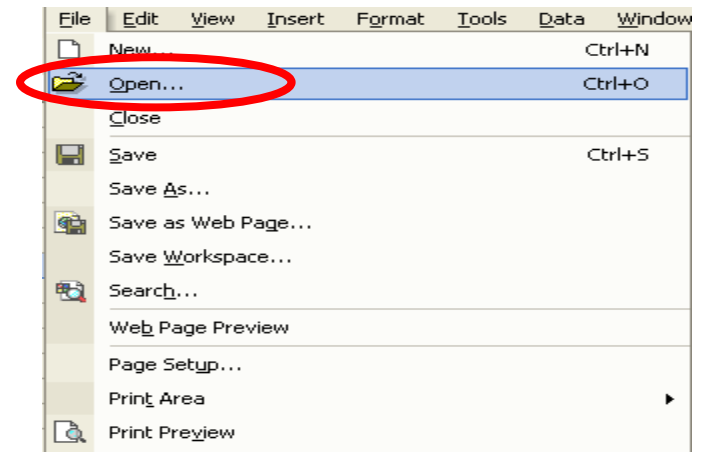 File Edit View Insert Format Tools Data Window
New... Ctrl+N
Open... Ctrl+O
Close
Save Ctrl+S
Save As...
Save as Web Page...
Save Workspace...
Search...
Web Page Preview
Page Setup...
Print Area
Print Preview